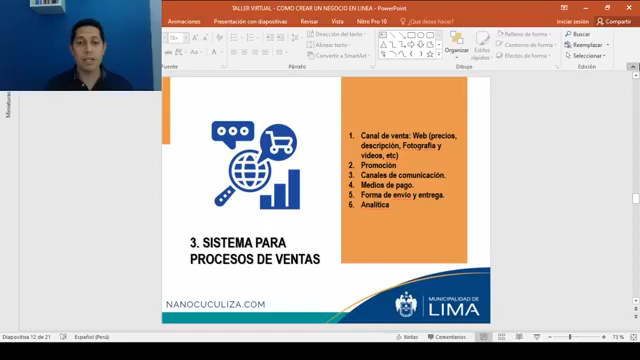 TALLER VIRTUAL - COMO CREAR UN NEGOCIO EN LINEA - PowerPoint
Animaciones Presentación con diapositivas Revisar Vista Nitro Pro 10 ¿Qué desea hacer? Iniciar sesión Compartir
Dirección del texto
Alinear texto
Convertir a SmartArt
Organizar
Estilos
rápidos
Relleno de forma
Contorno de forma
Efectos de forma
Buscar
Reemplazar
Seleccionar
Fuente
Párrafo
Dibujo
Edición
Miniaturas
1. Canal de venta: Web (precios,
descripción, Fotografía y
videos, etc)
2. Promoción
3. Canales de comunicación.
4. Medios de pago.
5. Forma de envio y entrega.
6. Analítica
3. SISTEMA PARA
PROCESOS DE VENTAS
NANOCUCULIZA.COM
MUNICIPALIDAD DE
LIMA
Diapositiva 12 de 21 Español (Perú) Notas Comentarios 73 %